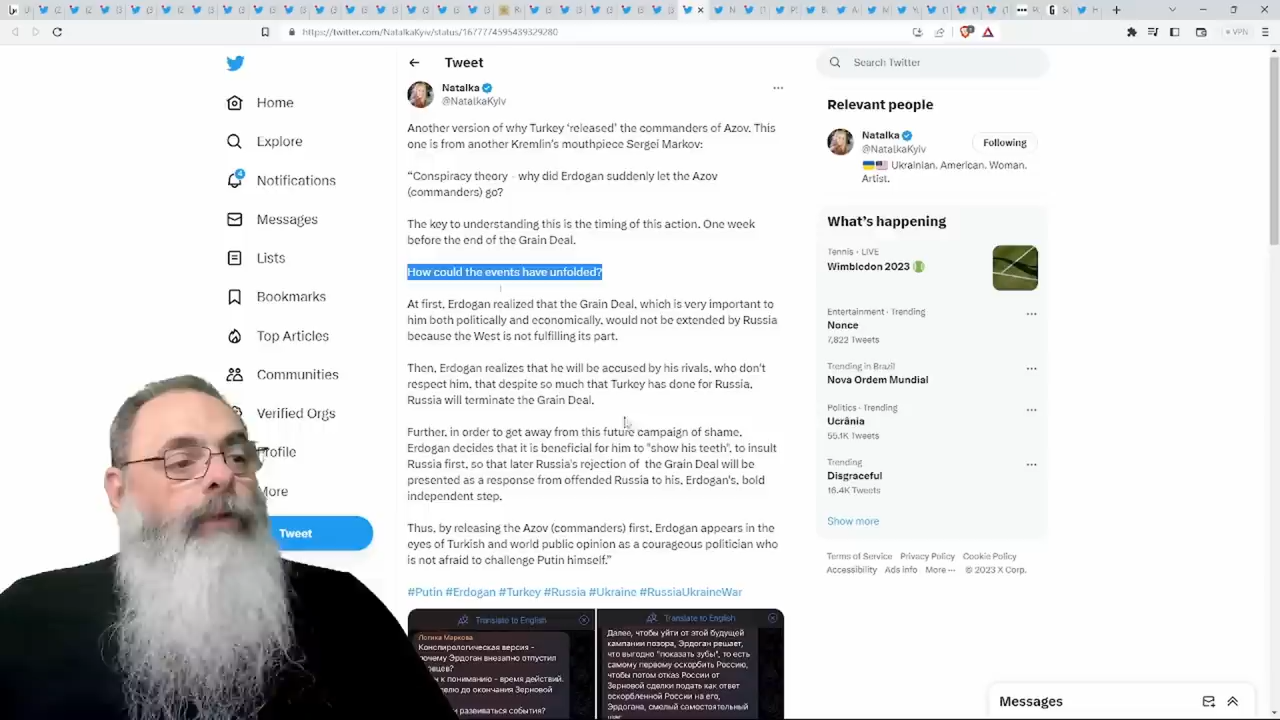 https://twitter.com/NatalkaKyiv/status/1677774595439329280
VPN
Home
Explore
4
Notifications
Messages
Lists
Bookmarks
Top Articles
Communities
Verified Orgs
rofile
ore
Tweet
Tweet
Natalka
@NatalkaKyiv
Another version of why Turkey ‘released’ the commanders of Azov. This
one is from another Kremlin’s mouthpiece Sergei Markov:
“Conspiracy theory - why did Erdogan suddenly let the Azov
(commanders) go?
The key to understanding this is the timing of this action. One week
before the end of the Grain Deal.
How could the events have unfolded?
At first, Erdogan realized that the Grain Deal, which is very important to
him both politically and economically, would not be extended by Russia
because the West is not fulfilling its part.
Then, Erdogan realizes that he will be accused by his rivals, who don’t
respect him, that despite so much that Turkey has done for Russia,
Russia will terminate the Grain Deal.
Further, in order to get away from this future campaign of shame,
Erdogan decides that it is beneficial for him to "show his teeth", to insult
Russia first, so that later Russia's rejection of the Grain Deal will be
presented as a response from offended Russia to his, Erdogan's, bold
independent step.
Thus, by releasing the Azov (commanders) first, Erdogan appears in the
eyes of Turkish and world public opinion as a courageous politician who
is not afraid to challenge Putin himself.”
#Putin #Erdogan #Turkey #Russia #Ukraine #RussiaUkraineWar
Translate to English
Логика Маркова
Конспирологическая версия -
почему Эрдоган внезапно отпустил
к пониманию - время действий.
до окончания Зерновой
развиваться события?
Translate to English
Далее, чтобы уйти от этой будущей
кампании позора, Эрдоган решает,
что выгодно "показать зубы", то есть
самому первому оскорбить Россию,
чтобы потом отказ России от
Зерновой сделки подать как ответ
оскорбленной России на его,
Эрдогана, смелый самостоятельный
шаг.
Search Twitter
Relevant people
Natalka
Following
@NatalkaKyiv
Ukrainian. American. Woman.
Artist.
What’s happening
Tennis · LIVE
Wimbledon 2023
Entertainment · Trending
Nonce
7,822 Tweets
Trending in Brazil
Nova Ordem Mundial
Politics · Trending
Ucrânia
55.1K Tweets
Trending
Disgraceful
16.4K Tweets
Show more
Terms of Service Privacy Policy Cookie Policy
Accessibility Ads info More ··· © 2023 X Corp.
Messages